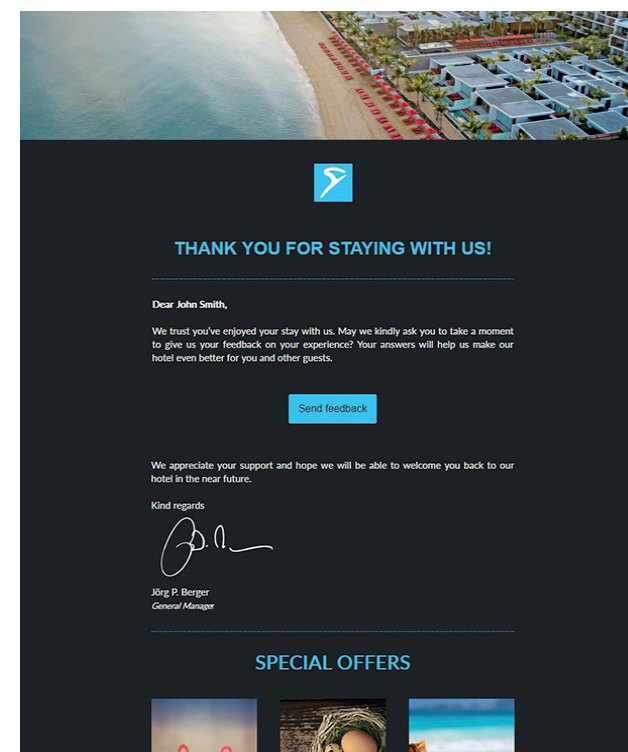 THANK YOU FOR STAYING WITH US!
Dear John Smith,
We trust you've enjoyed your stay with us. May we kindly ask you to take a moment
to give us your feedback on your experience? Your answers will help us make our
hotel even better for you and other guests.
Send feedback
We appreciate your support and hope we will be able to welcome you back to our
hotel in the near future.
Kind regards
Jörg P. Berger
General Manager
SPECIAL OFFERS